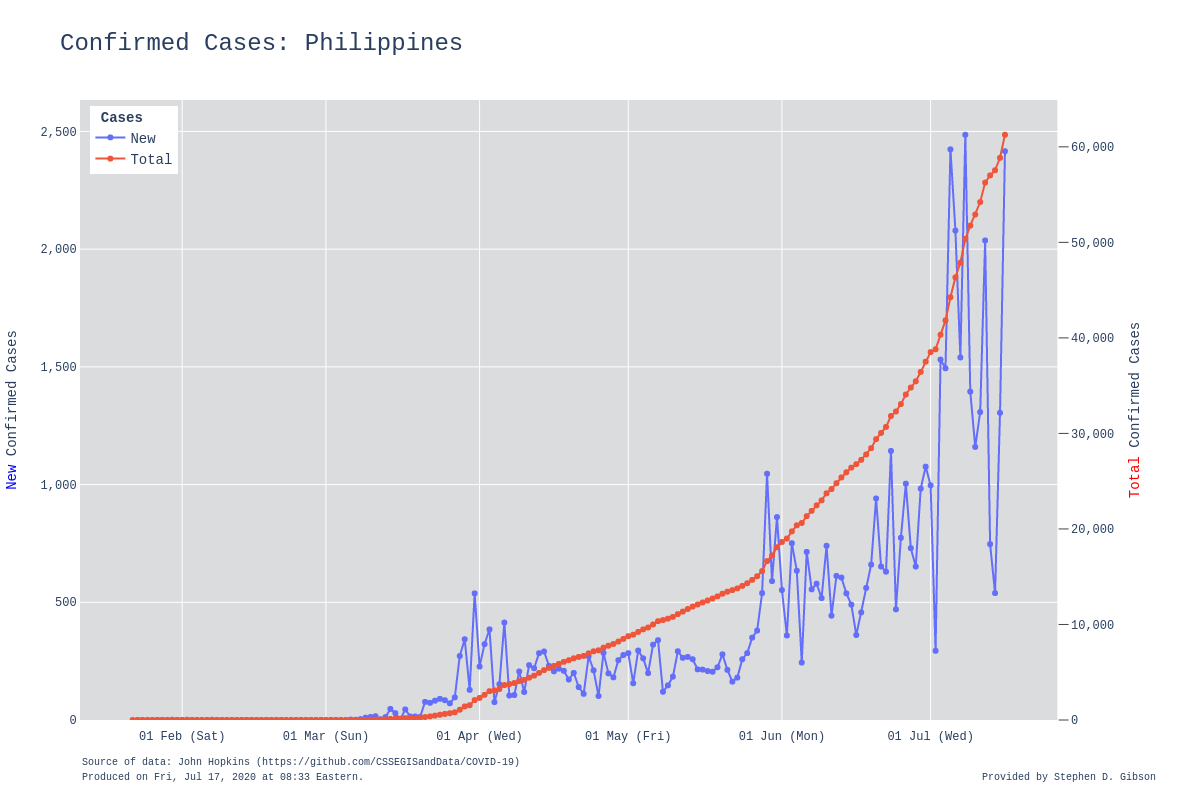 Confirmed Cases: Philippines
Cases
New
Total
2,500
2,000
1,500
1,000
500
0
New Confirmed Cases
60,000
50,000
40,000
30,000
20,000
10,000
0
Total Confirmed Cases
01 Feb (Sat)
01 Mar (Sun)
01 Apr (Wed)
01 May (Fri)
01 Jun (Mon)
01 Jul (Wed)
Source of data: John Hopkins (https://github.com/CSSEGISandData/COVID-19)
Produced on Fri, Jul 17, 2020 at 08:33 Eastern.
Provided by Stephen D. Gibson